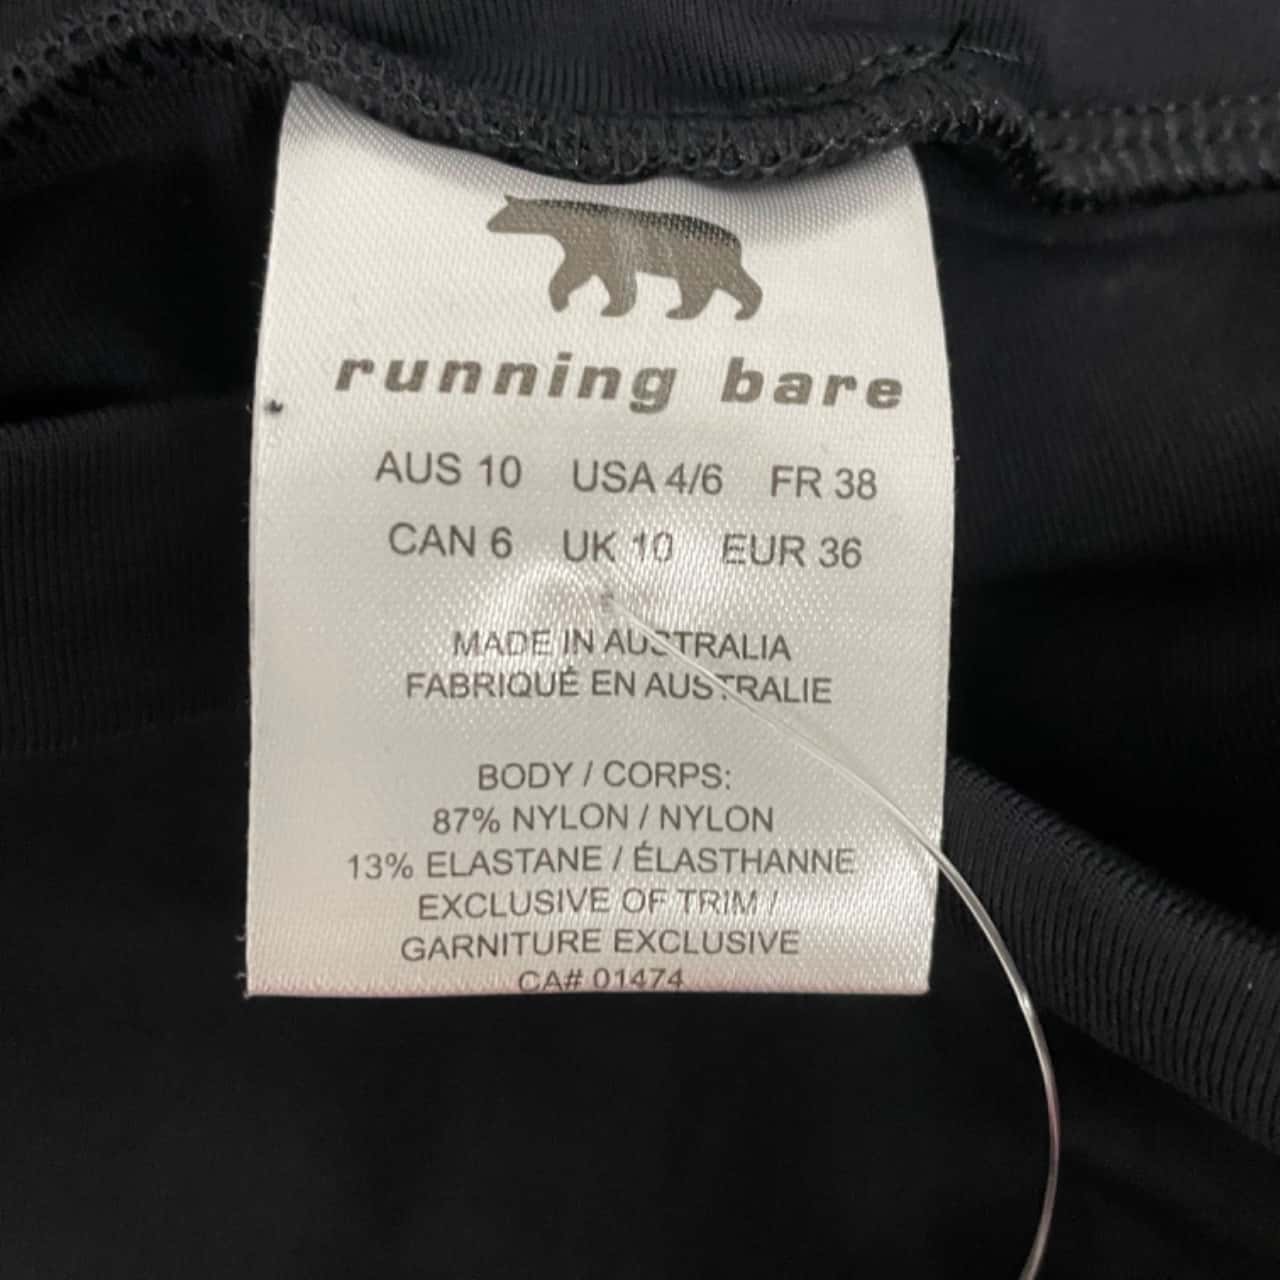 running bare
AUS 10 USA 4/6 FR 38
CAN 6 UK 10 EUR 36
MADE IN AUSTRALIA
FABRIQUÉ EN AUSTRALIE
BODY / CORPS:
87% NYLON / NYLON
13% ELASTANE / ÉLASTHANNE
EXCLUSIVE OF TRIM /
GARNITURE EXCLUSIVE
CA# 01474